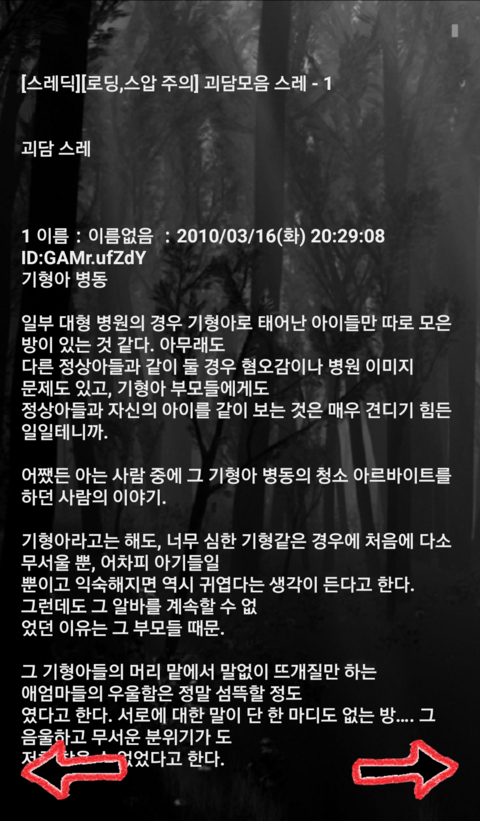 [스레딕][로딩,스압 주의] 괴담모음 스레 - 1
괴담 스레
1 이름 : 이름없음 : 2010/03/16(화) 20:29:08
ID:GAMr.ufZdY
기형아 병동
일부 대형 병원의 경우 기형아로 태어난 아이들만 따로 모은
방이 있는 것 같다. 아무래도
다른 정상아들과 같이 둘 경우 혐오감이나 병원 이미지
문제도 있고, 기형아 부모들에게도
정상아들과 자신의 아이를 같이 보는 것은 매우 견디기 힘든
일일테니까.
어쨌든 아는 사람 중에 그 기형아 병동의 청소 아르바이트를
하던 사람의 이야기.
기형아라고는 해도, 너무 심한 기형같은 경우에 처음에 다소
무서울 뿐, 어차피 아기들일
뿐이고 익숙해지면 역시 귀엽다는 생각이 든다고 한다.
그런데도 그 알바를 계속할 수 없
었던 이유는 그 부모들 때문.
그 기형아들의 머리 맡에서 말없이 뜨개질만 하는
애엄마들의 우울함은 정말 섬뜩할 정도
였다고 한다. 서로에 대한 말이 단 한 마디도 없는 방…. 그
음울하고 무서운 분위기가 도
없었다고 한다.